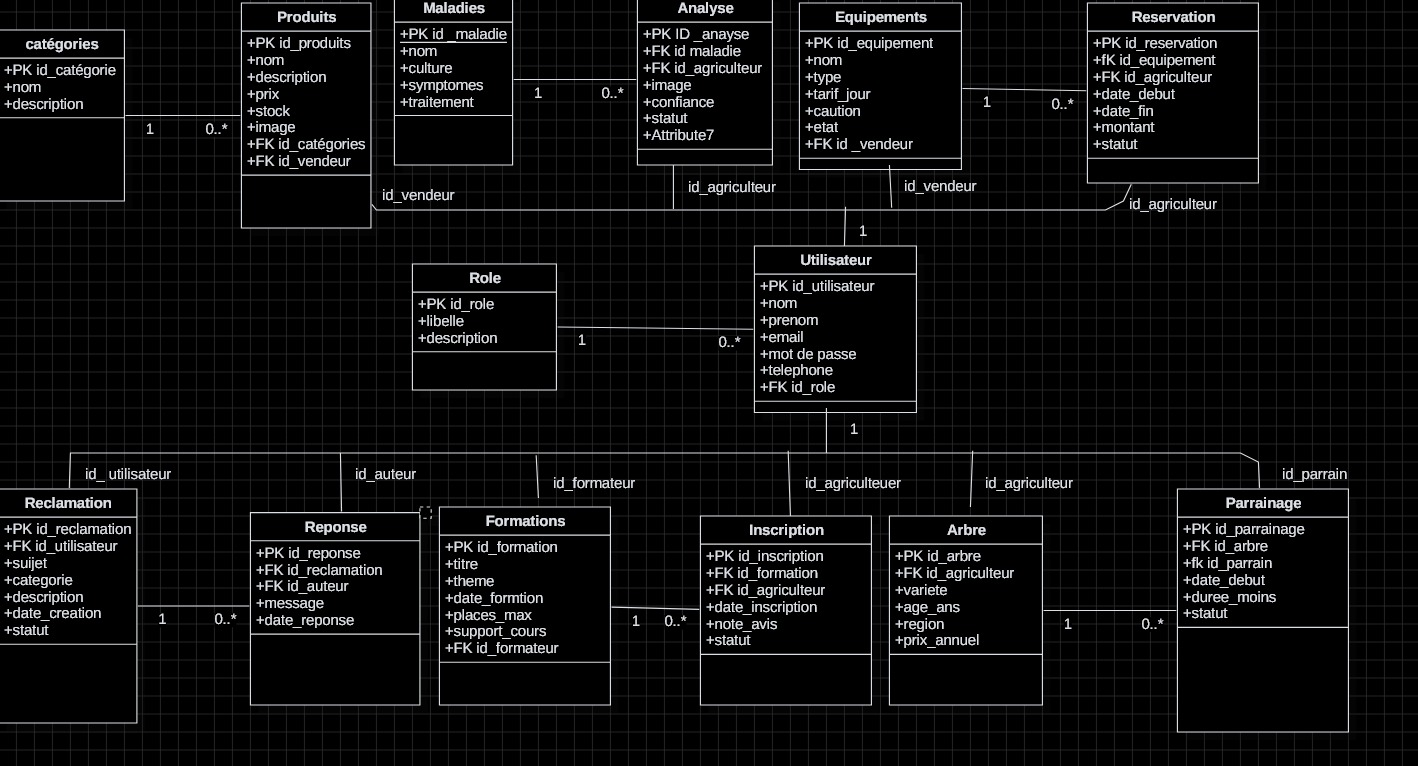 catégories
+PK id_catégorie
+nom
+description
1
0..*
Produits
+PK id_produits
+nom
+description
+prix
+stock
+image
+FK id_catégories
+FK id_vendeur
Maladies
+PK id _maladie
+nom
+culture
+symptomes
+traitement
1
0..*
Analyse
+PK ID _anayse
+FK id maladie
+FK id_agriculteur
+image
+confiance
+statut
+Attribute7
Equipements
+PK id_equipement
+nom
+type
+tarif_jour
+caution
+etat
+FK id _vendeur
1
0..*
Reservation
+PK id_reservation
+fK id_equipement
+FK id_agriculteur
+date_debut
+date_fin
+montant
+statut
id_vendeur
id_agriculteur
id_vendeur
id_agriculteur
1
Role
+PK id_role
+libelle
+description
1
0..*
Utilisateur
+PK id_utilisateur
+nom
+prenom
+email
+mot de passe
+telephone
+FK id_role
1
id_ utilisateur
id_auteur
id_formateur
id_agriculteuer
id_agriculteur
id_parrain
Reclamation
+PK id_reclamation
+FK id_utilisateur
+suijet
+categorie
+description
+date_creation
+statut
1
0..*
Reponse
+PK id_reponse
+FK id_reclamation
+FK id_auteur
+message
+date_reponse
Formations
+PK id_formation
+titre
+theme
+date_formtion
+places_max
+support_cours
+FK id_formateur
1
0..*
Inscription
+PK id_inscription
+FK id_formation
+FK id_agriculteur
+date_inscription
+note_avis
+statut
Arbre
+PK id_arbre
+FK id_agriculteur
+variete
+age_ans
+region
+prix_annuel
1
0..*
Parrainage
+PK id_parrainage
+FK id_arbre
+fk id_parrain
+date_debut
+duree_moins
+statut